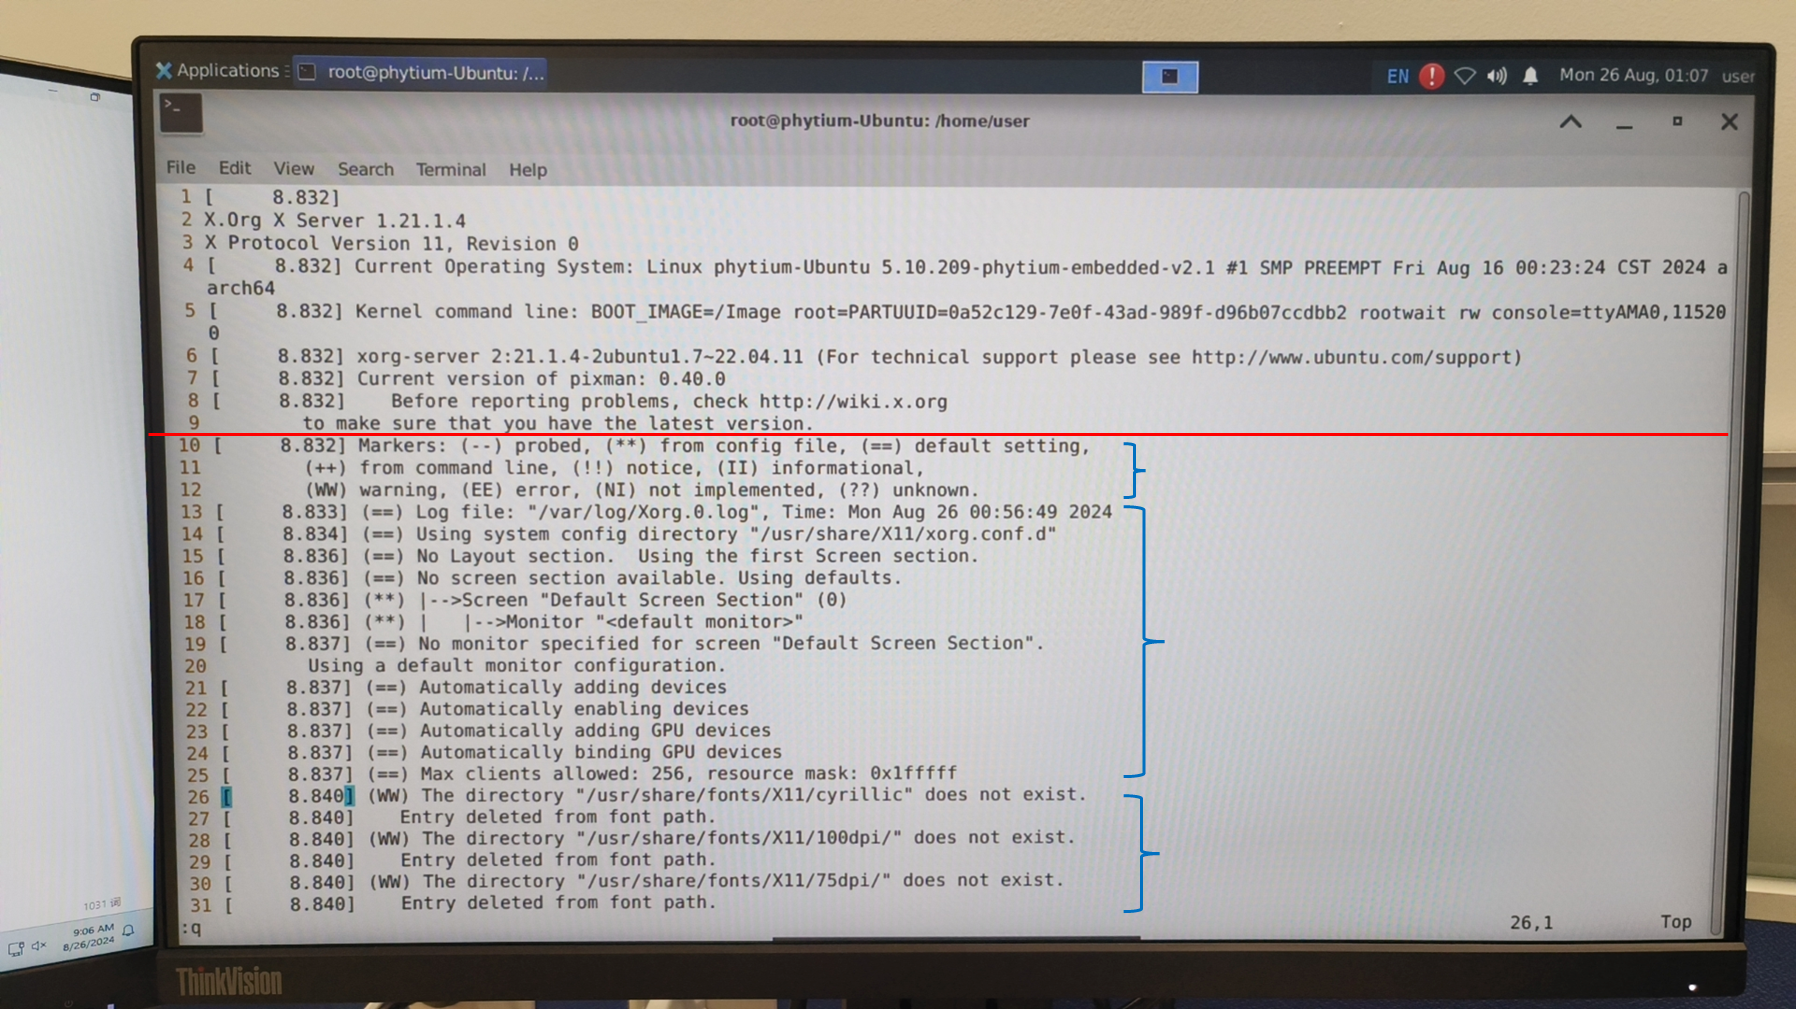 Applications
root@phytium-Ubuntu: /...
EN
Mon 26 Aug, 01:07 user
root@phytium-Ubuntu: /home/user
File Edit View Search Terminal Help
1 [ 8.832]
2 X.Org X Server 1.21.1.4
3 X Protocol Version 11, Revision 0
4 [ 8.832] Current Operating System: Linux phytium-Ubuntu 5.10.209-phytium-embedded-v2.1 #1 SMP PREEMPT Fri Aug 16 00:23:24 CST 2024 a
arch64
5 [ 8.832] Kernel command line: BOOT_IMAGE=/Image root=PARTUUID=0a52c129-7e0f-43ad-989f-d96b07ccdbb2 rootwait rw console=ttyAMA0,11520
0
6 [ 8.832] xorg-server 2:21.1.4-2ubuntu1.7~22.04.11 (For technical support please see http://www.ubuntu.com/support)
7 [ 8.832] Current version of pixman: 0.40.0
8 [ 8.832] Before reporting problems, check http://wiki.x.org
9 to make sure that you have the latest version.
10 [ 8.832] Markers: (--) probed, (**) from config file, (==) default setting,
11 (++) from command line, (!!) notice, (II) informational,
12 (WW) warning, (EE) error, (NI) not implemented, (??) unknown.
13 [ 8.833] (==) Log file: "/var/log/Xorg.0.log", Time: Mon Aug 26 00:56:49 2024
14 [ 8.834] (==) Using system config directory "/usr/share/X11/xorg.conf.d"
15 [ 8.836] (==) No Layout section. Using the first Screen section.
16 [ 8.836] (==) No screen section available. Using defaults.
17 [ 8.836] (**) |-->Screen "Default Screen Section" (0)
18 [ 8.836] (**) | |-->Monitor "<default monitor>"
19 [ 8.837] (==) No monitor specified for screen "Default Screen Section".
20 Using a default monitor configuration.
21 [ 8.837] (==) Automatically adding devices
22 [ 8.837] (==) Automatically enabling devices
23 [ 8.837] (==) Automatically adding GPU devices
24 [ 8.837] (==) Automatically binding GPU devices
25 [ 8.837] (==) Max clients allowed: 256, resource mask: 0x1fffff
26 [ 8.840] (WW) The directory "/usr/share/fonts/X11/cyrillic" does not exist.
27 [ 8.840] Entry deleted from font path.
28 [ 8.840] (WW) The directory "/usr/share/fonts/X11/100dpi/" does not exist.
29 [ 8.840] Entry deleted from font path.
30 [ 8.840] (WW) The directory "/usr/share/fonts/X11/75dpi/" does not exist.
31 [ 8.840] Entry deleted from font path.
:q 26,1 Top
1031 词
9:06 AM
8/26/2024
ThinkVision